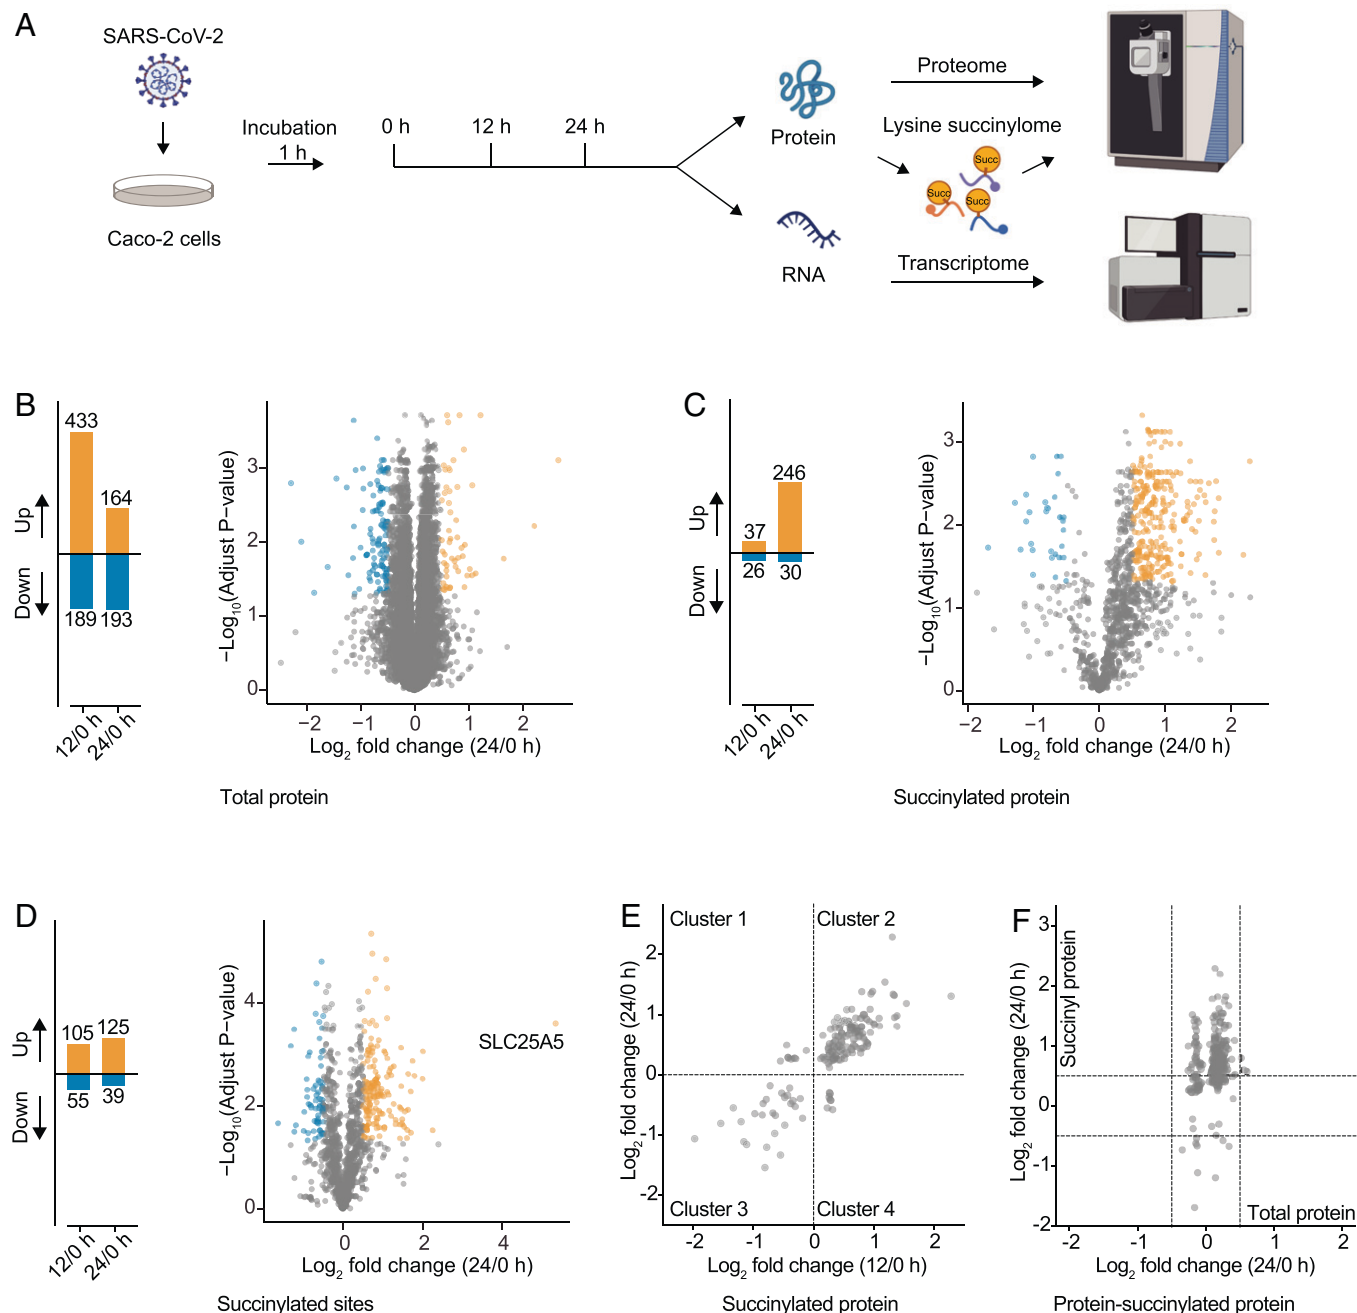 A
SARS-CoV-2
Caco-2 cells
Incubation
1 h
0 h
12 h
24 h
Protein
RNA
Proteome
Lysine succinylome
Succ
Succ
Succ
Transcriptome
B
433
164
189
193
Up
Down
12/0 h
24/0 h
−Log10(Adjust P−value)
3
2
1
0
−2
−1
0
1
2
Log2 fold change (24/0 h)
Total protein
C
37
246
26
30
Up
Down
12/0 h
24/0 h
−Log10(Adjust P−value)
3
2
1
0
−2
−1
0
1
2
Log2 fold change (24/0 h)
Succinylated protein
D
105
125
55
39
Up
Down
12/0 h
24/0 h
−Log10(Adjust P−value)
4
2
0
SLC25A5
0
2
4
Log2 fold change (24/0 h)
Succinylated sites
E
Cluster 1
Cluster 2
Cluster 3
Cluster 4
Log2 fold change (24/0 h)
2
1
0
-1
-2
-2
-1
0
1
2
Log2 fold change (12/0 h)
Succinylated protein
F
Succinyl protein
Log2 fold change (24/0 h)
3
2
1
0
-1
-2
Total protein
-2
-1
0
1
2
Log2 fold change (24/0 h)
Protein-succinylated protein